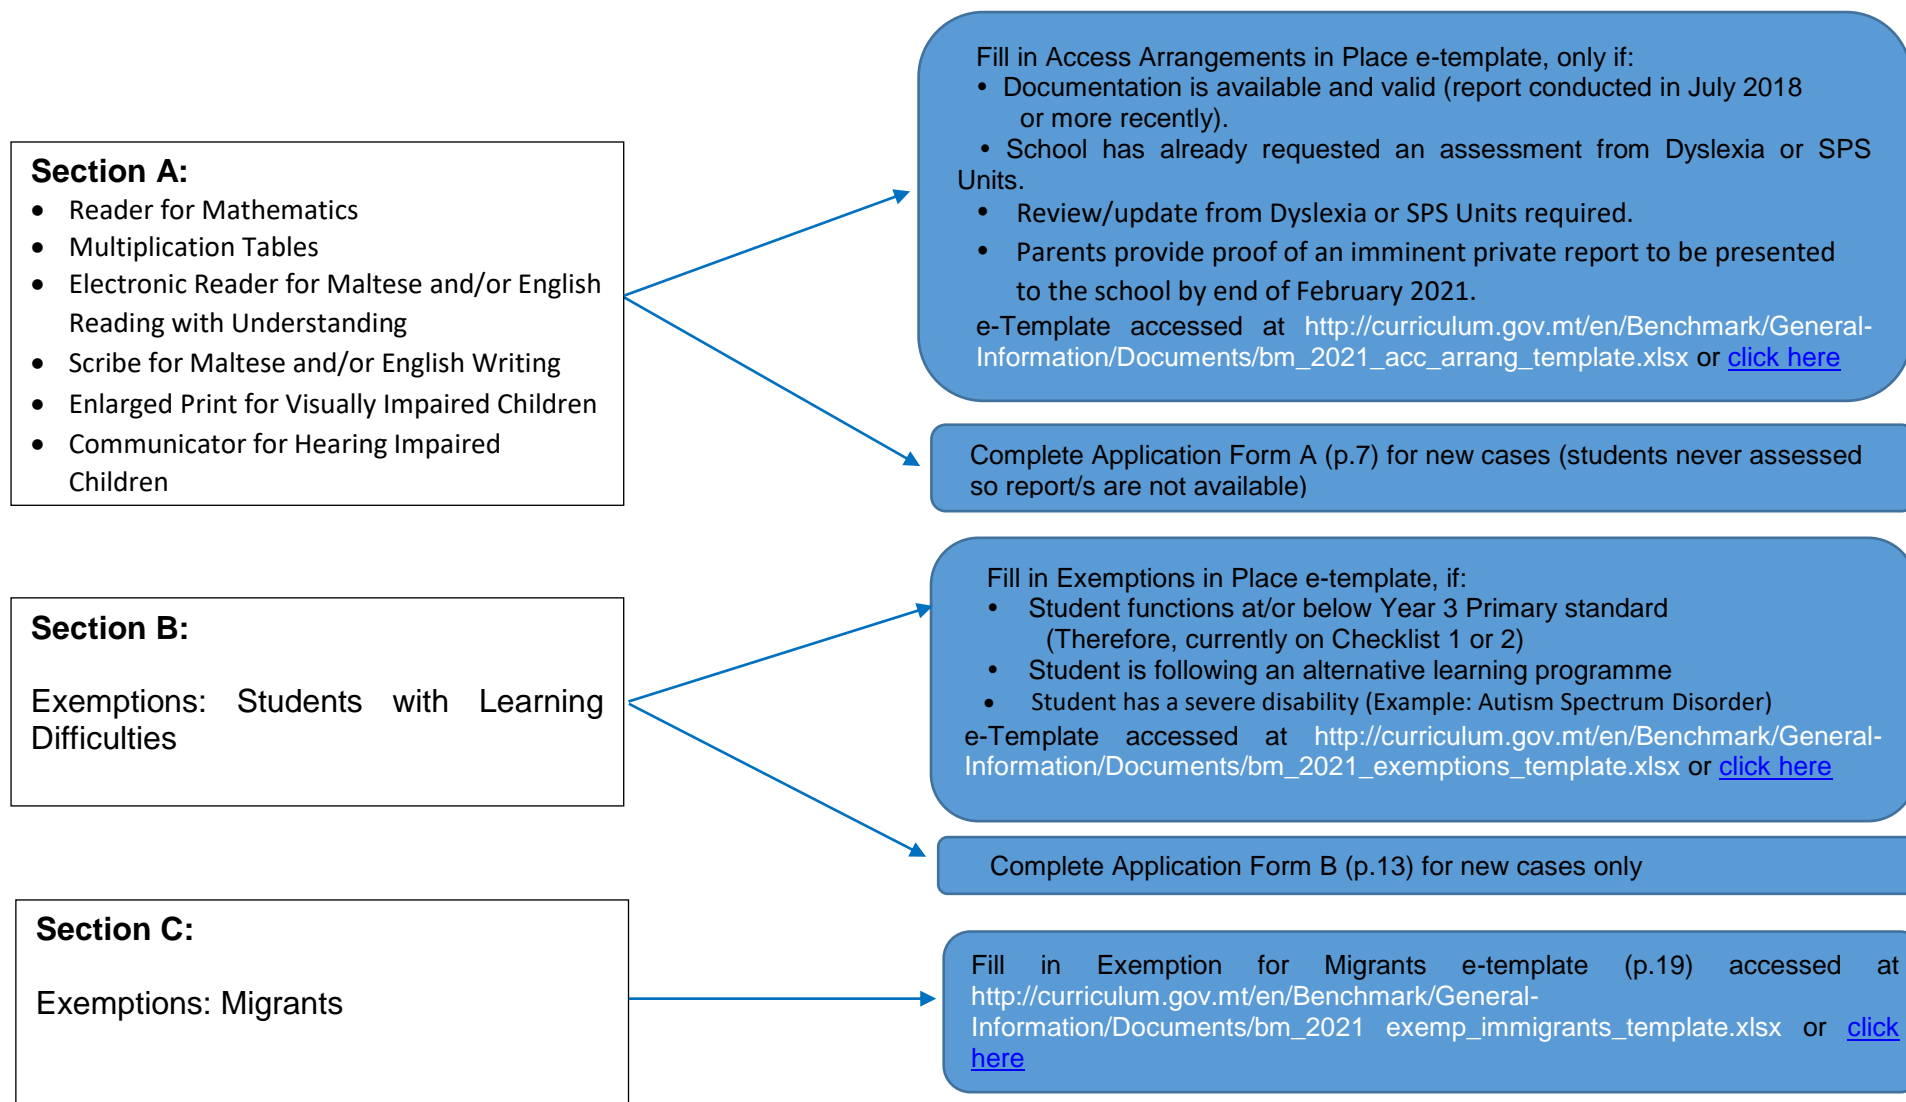 Section A:
• Reader for Mathematics
• Multiplication Tables
• Electronic Reader for Maltese and/or English
Reading with Understanding
• Scribe for Maltese and/or English Writing
• Enlarged Print for Visually Impaired Children
• Communicator for Hearing Impaired
Children
Fill in Access Arrangements in Place e-template, only if:
• Documentation is available and valid (report conducted in July 2018
or more recently).
• School has already requested an assessment from Dyslexia or SPS
Units.
• Review/update from Dyslexia or SPS Units required.
• Parents provide proof of an imminent private report to be presented
to the school by end of February 2021.
e-Template accessed at http://curriculum.gov.mt/en/Benchmark/General-
Information/Documents/bm_2021_acc_arrang_template.xlsx or click here
Complete Application Form A (p.7) for new cases (students never assessed
so report/s are not available)
Section B:
Exemptions: Students with Learning
Difficulties
Fill in Exemptions in Place e-template, if:
• Student functions at/or below Year 3 Primary standard
(Therefore, currently on Checklist 1 or 2)
• Student is following an alternative learning programme
• Student has a severe disability (Example: Autism Spectrum Disorder)
e-Template accessed at http://curriculum.gov.mt/en/Benchmark/General-
Information/Documents/bm_2021_exemptions_template.xlsx or click here
Complete Application Form B (p.13) for new cases only
Section C:
Exemptions: Migrants
Fill in Exemption for Migrants e-template (p.19) accessed at
http://curriculum.gov.mt/en/Benchmark/General-
Information/Documents/bm_2021 exemp_immigrants_template.xlsx or click
here